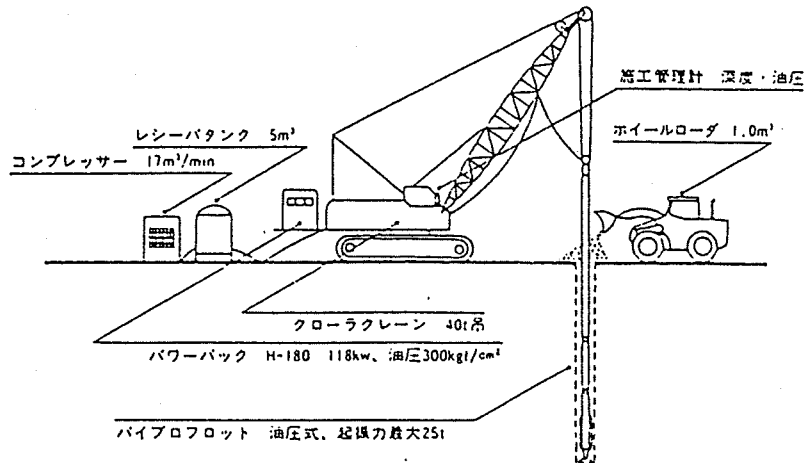 施工管理計 深度・油圧
レシーバタンク 5m³
ホイールローダ 1.0m³
コンプレッサー 17m³/min
クローラクレーン 40t吊
パワーパック H-180 118kw、油圧300kgf/cm²
バイブロフロット 油圧式、起振力最大25t